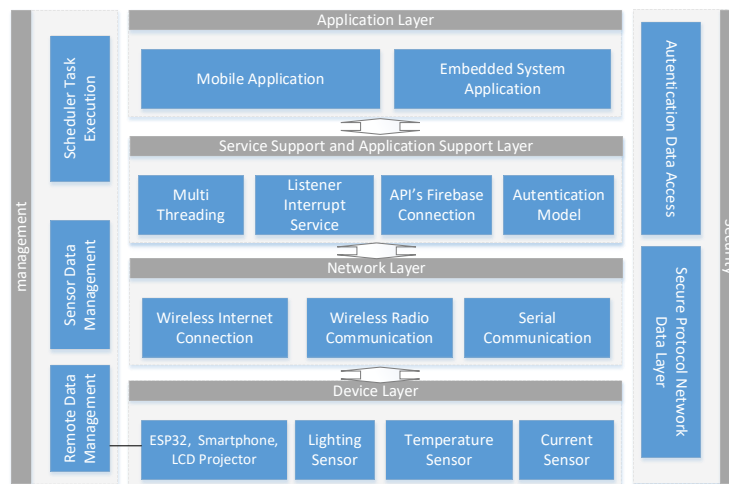 management
Scheduler Task
Execution
Sensor Data
Management
Remote Data
Management
Application Layer
Mobile Application
Embedded System
Application
Service Support and Application Support Layer
Multi
Threading
Listener
Interrupt
Service
API's Firebase
Connection
Autentication
Model
Network Layer
Wireless Internet
Connection
Wireless Radio
Communication
Serial
Communication
Device Layer
ESP32, Smartphone,
LCD Projector
Lighting
Sensor
Temperature
Sensor
Current
Sensor
Autentication Data Access
Secure Protocol Network
Data Layer
Security